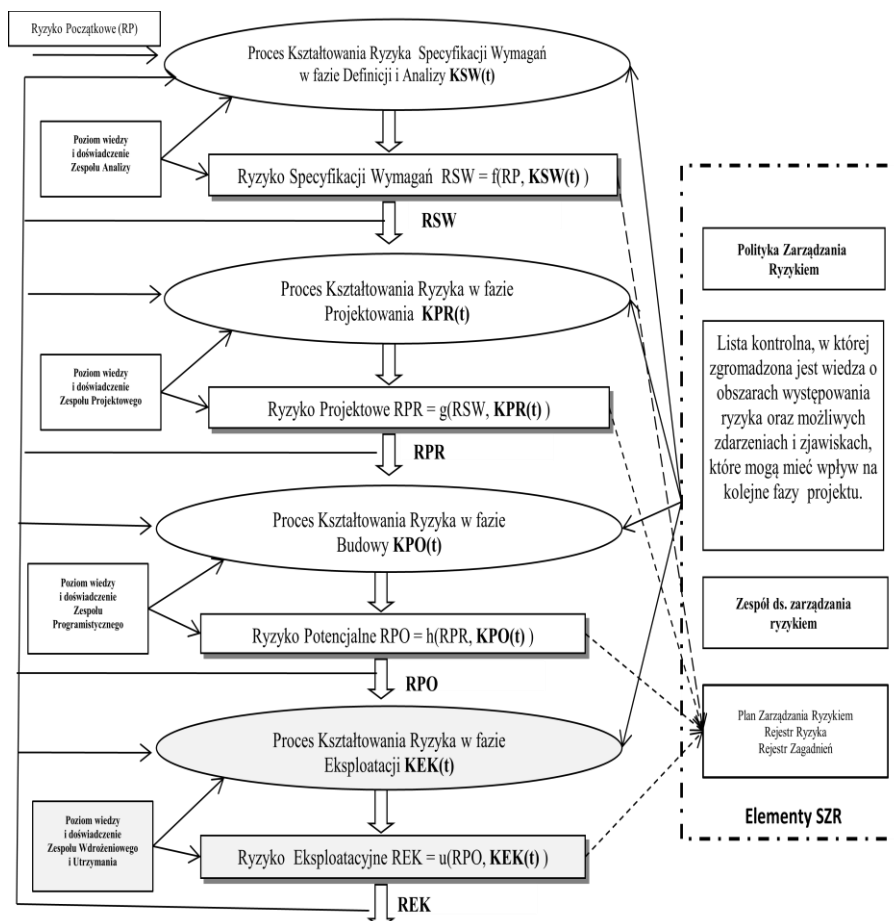 Ryzyko Początkowe (RP)
Proces Kształtowania Ryzyka Specyfikacji Wymagań
w fazie Definicji i Analizy KSW(t)
Poziom wiedzy
i doświadczenie
Zespołu Analizy
Ryzyko Specyfikacji Wymagań RSW = f(RP, KSW(t) )
RSW
Proces Kształtowania Ryzyka w fazie
Projektowania KPR(t)
Poziom wiedzy
i doświadczenie
Zespołu Projektowego
Ryzyko Projektowe RPR = g(RSW, KPR(t) )
RPR
Proces Kształtowania Ryzyka w fazie
Budowy KPO(t)
Poziom wiedzy
i doświadczenie
Zespołu
Programistycznego
Ryzyko Potencjalne RPO = h(RPR, KPO(t) )
RPO
Proces Kształtowania Ryzyka w fazie
Eksploatacji KEK(t)
Poziom wiedzy
i doświadczenie
Zespołu Wdrożeniowego
i Utrzymania
Ryzyko Eksploatacyjne REK = u(RPO, KEK(t) )
REK
Polityka Zarządzania
Ryzykiem
Lista kontrolna, w której
zgromadzona jest wiedza o
obszarach występowania
ryzyka oraz możliwych
zdarzeniach i zjawiskach,
które mogą mieć wpływ na
kolejne fazy projektu.
Zespół ds. zarządzania
ryzykiem
Plan Zarządzania Ryzykiem
Rejestr Ryzyka
Rejestr Zagadnień
Elementy SZR